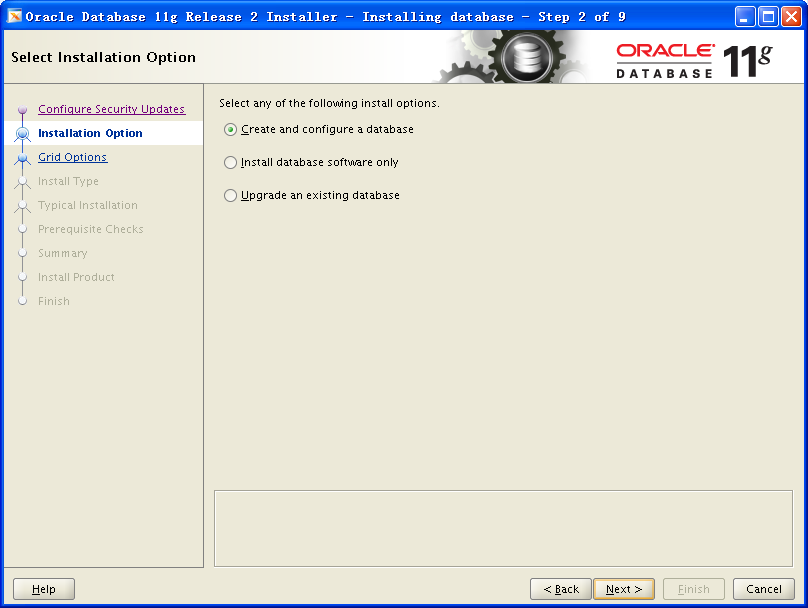 Oracle Database 11g Release 2 Installer - Installing database - Step 2 of 9
Select Installation Option
ORACLE
DATABASE 11g
Configure Security Updates
Installation Option
Grid Options
Install Type
Typical Installation
Prerequisite Checks
Summary
Install Product
Finish
Select any of the following install options.
Create and configure a database
Install database software only
Upgrade an existing database
Help
< Back
Next >
Finish
Cancel